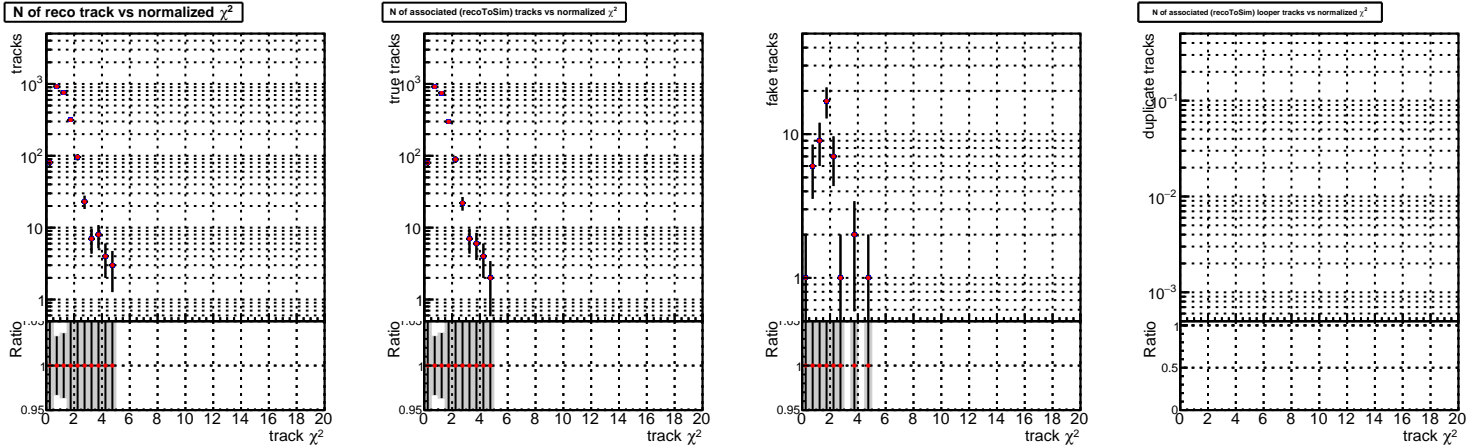 N of reco track vs normalized χ²
tracks
10³
10²
10
1
Ratio
1
0.95
0 2 4 6 8 10 12 14 16 18 20
track χ²
N of associated (recoToSim) tracks vs normalized χ²
true tracks
10³
10²
10
1
Ratio
1
0.95
0 2 4 6 8 10 12 14 16 18 20
track χ²
fake tracks
10
1
Ratio
1
0.95
0 2 4 6 8 10 12 14 16 18 20
track χ²
N of associated (recoToSim) looper tracks vs normalized χ²
duplicate tracks
10⁻¹
10⁻²
10⁻³
Ratio
1
0.5
0
0 2 4 6 8 10 12 14 16 18 20
track χ²